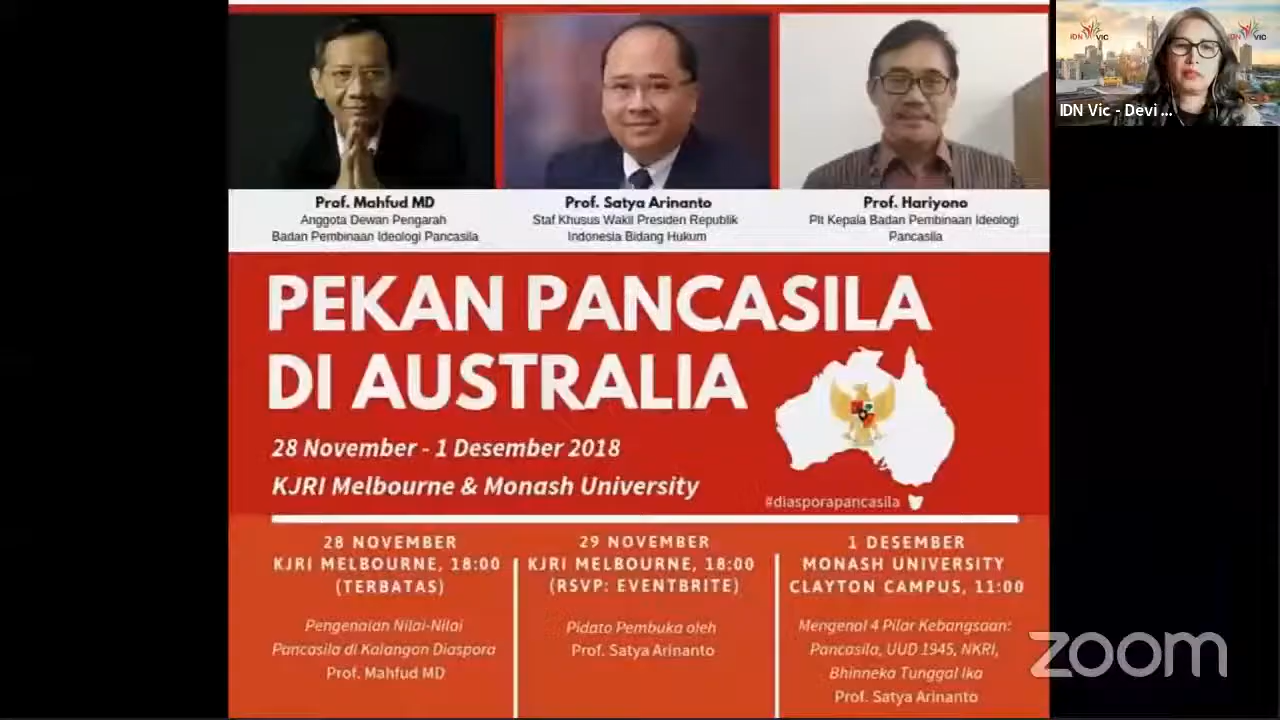 Prof. Mahfud MD
Anggota Dewan Pengarah
Badan Pembinaan Ideologi Pancasila
Prof. Satya Arinanto
Staf Khusus Wakil Presiden Republik
Indonesia Bidang Hukum
Prof. Hariyono
Plt Kepala Badan Pembinaan Ideologi
Pancasila
IDN VIC
IDN VIC
IDN Vic - Devi ...
PEKAN PANCASILA
DI AUSTRALIA
28 November - 1 Desember 2018
KJRI Melbourne & Monash University
#diasporapancasila
28 NOVEMBER
KJRI MELBOURNE, 18:00
(TERBATAS)
Pengenalan Nilai-Nilai
Pancasila di Kalangan Diaspora
Prof. Mahfud MD
29 NOVEMBER
KJRI MELBOURNE, 18:00
(RSVP: EVENTBRITE)
Pidato Pembuka oleh
Prof. Satya Arinanto
1 DESEMBER
MONASH UNIVERSITY
CLAYTON CAMPUS, 11:00
Mengenal 4 Pilar Kebangsaan:
Pancasila, UUD 1945, NKRI,
Bhinneka Tunggal Ika
Prof. Satya Arinanto
zoom